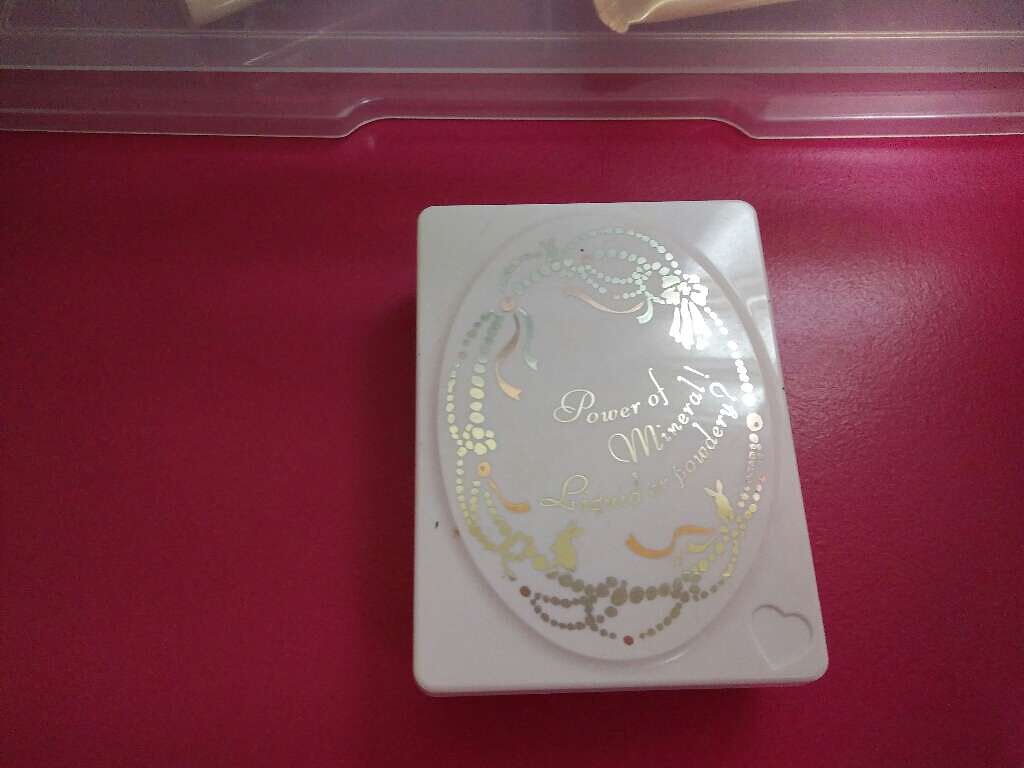 Power of
Mineral!
Liquid or powdery?